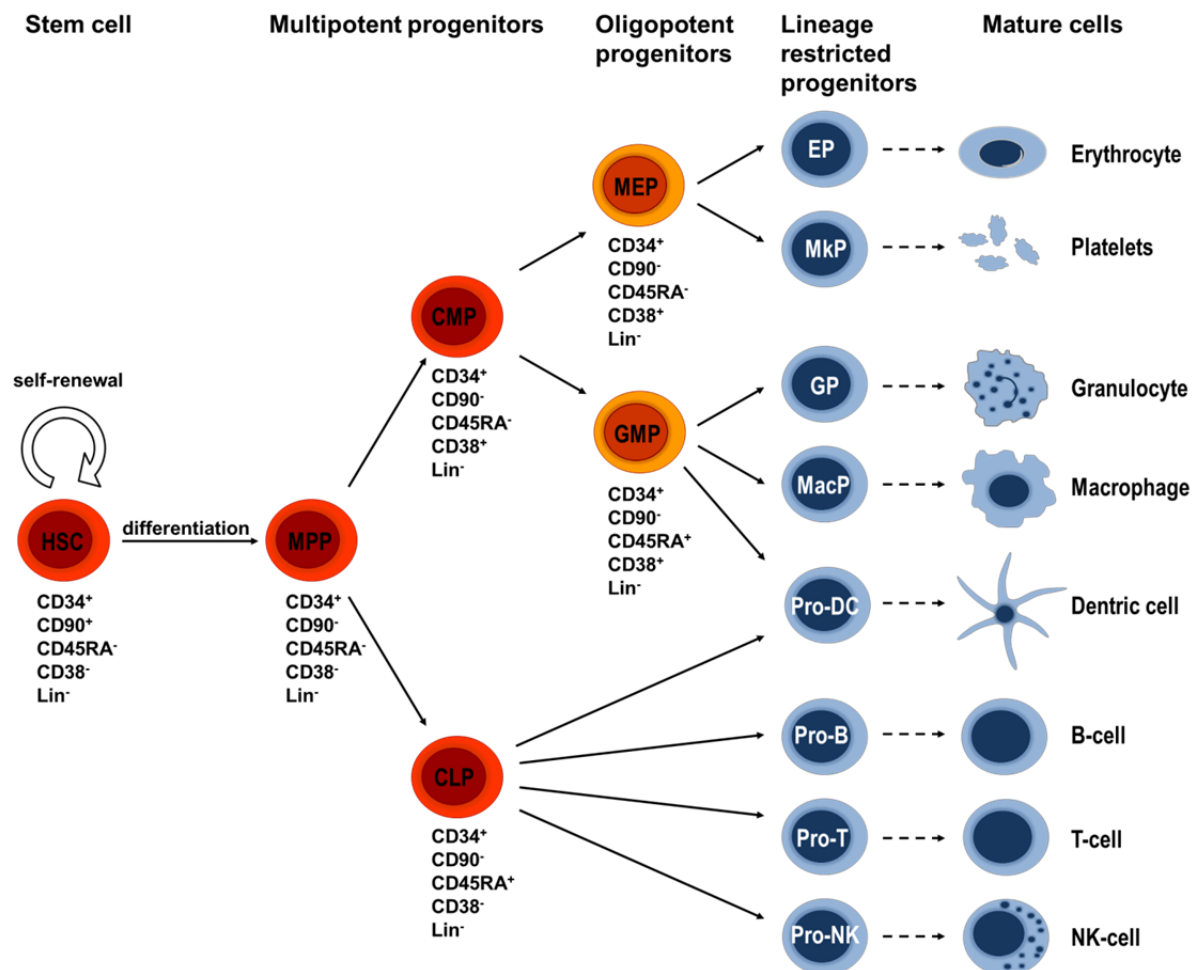 Stem cell
Multipotent progenitors
Oligopotent
progenitors
Lineage
restricted
progenitors
Mature cells
self-renewal
HSC
differentiation
CD34⁺
CD90⁺
CD45RA⁻
CD38⁻
Lin⁻
MPP
CD34⁺
CD90⁻
CD45RA⁻
CD38⁻
Lin⁻
CMP
CD34⁺
CD90⁻
CD45RA⁻
CD38⁺
Lin⁻
CLP
CD34⁺
CD90⁻
CD45RA⁺
CD38⁻
Lin⁻
MEP
CD34⁺
CD90⁻
CD45RA⁻
CD38⁺
Lin⁻
GMP
CD34⁺
CD90⁻
CD45RA⁺
CD38⁺
Lin⁻
EP
Erythrocyte
MkP
Platelets
GP
Granulocyte
MacP
Macrophage
Pro-DC
Dentric cell
Pro-B
B-cell
Pro-T
T-cell
Pro-NK
NK-cell